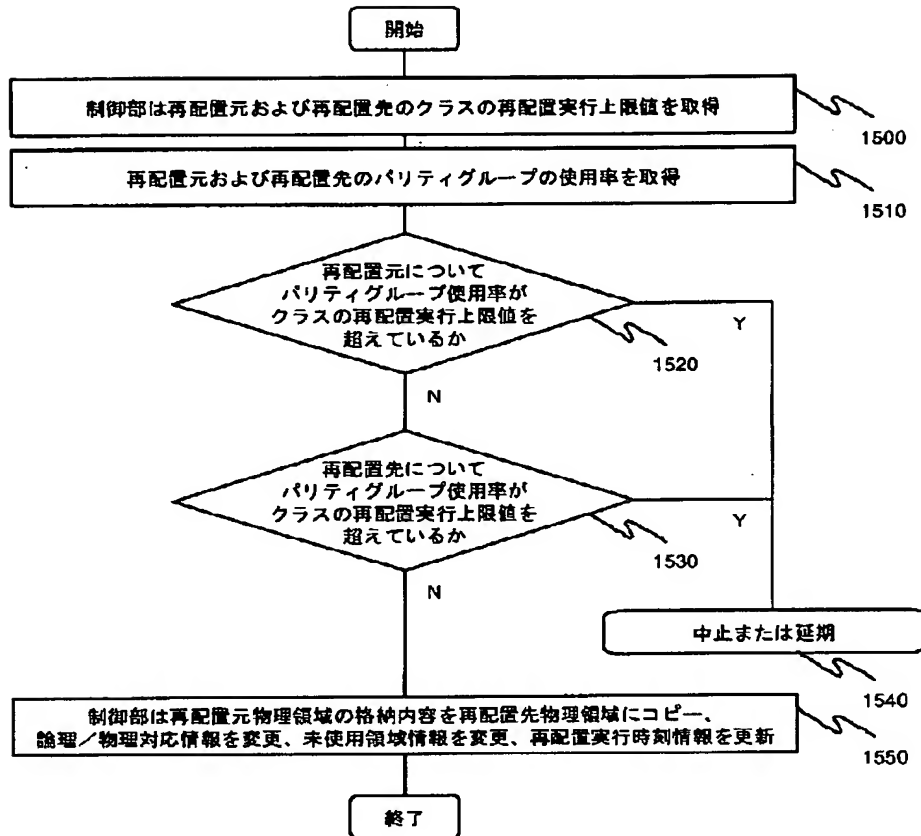 開始
制御部は再配置元および再配置先のクラスの再配置実行上限値を取得
1500
再配置元および再配置先のパリティグループの使用率を取得
1510
再配置元について
パリティグループ使用率が
クラスの再配置実行上限値を
超えているか
Y
1520
N
再配置先について
パリティグループ使用率が
クラスの再配置実行上限値を
超えているか
Y
1530
N
中止または延期
1540
制御部は再配置元物理領域の格納内容を再配置先物理領域にコピー、
論理／物理対応情報を変更、未使用領域情報を変更、再配置実行時刻情報を更新
1550
終了